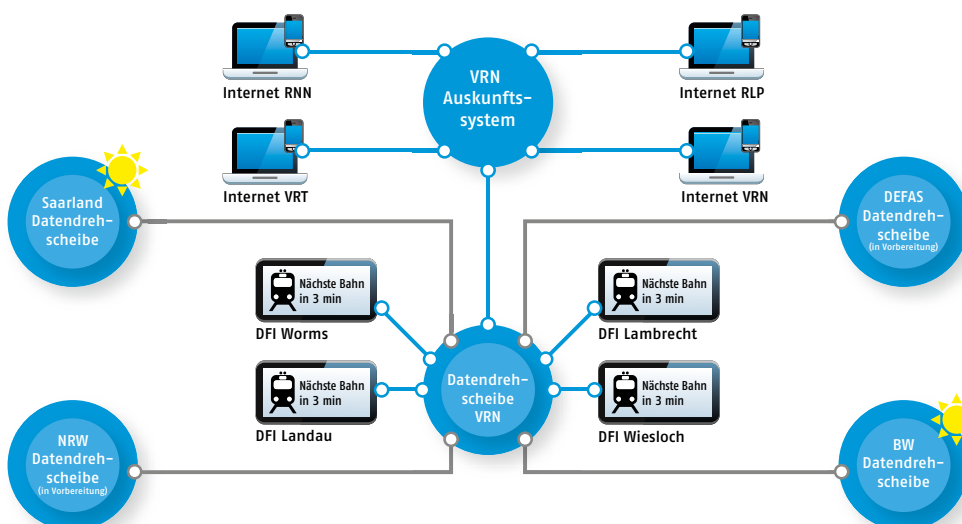 VRN
Auskunfts-
system
Internet RNN
Internet RLP
Internet VRT
Internet VRN
Saarland
Datendreh-
scheibe
DEFAS
Datendreh-
scheibe
(in Vorbereitung)
Nächste Bahn
in 3 min
DFI Worms
Nächste Bahn
in 3 min
DFI Lambrecht
Nächste Bahn
in 3 min
DFI Landau
Datendreh-
scheibe
VRN
Nächste Bahn
in 3 min
DFI Wiesloch
NRW
Datendreh-
scheibe
(in Vorbereitung)
BW
Datendreh-
scheibe